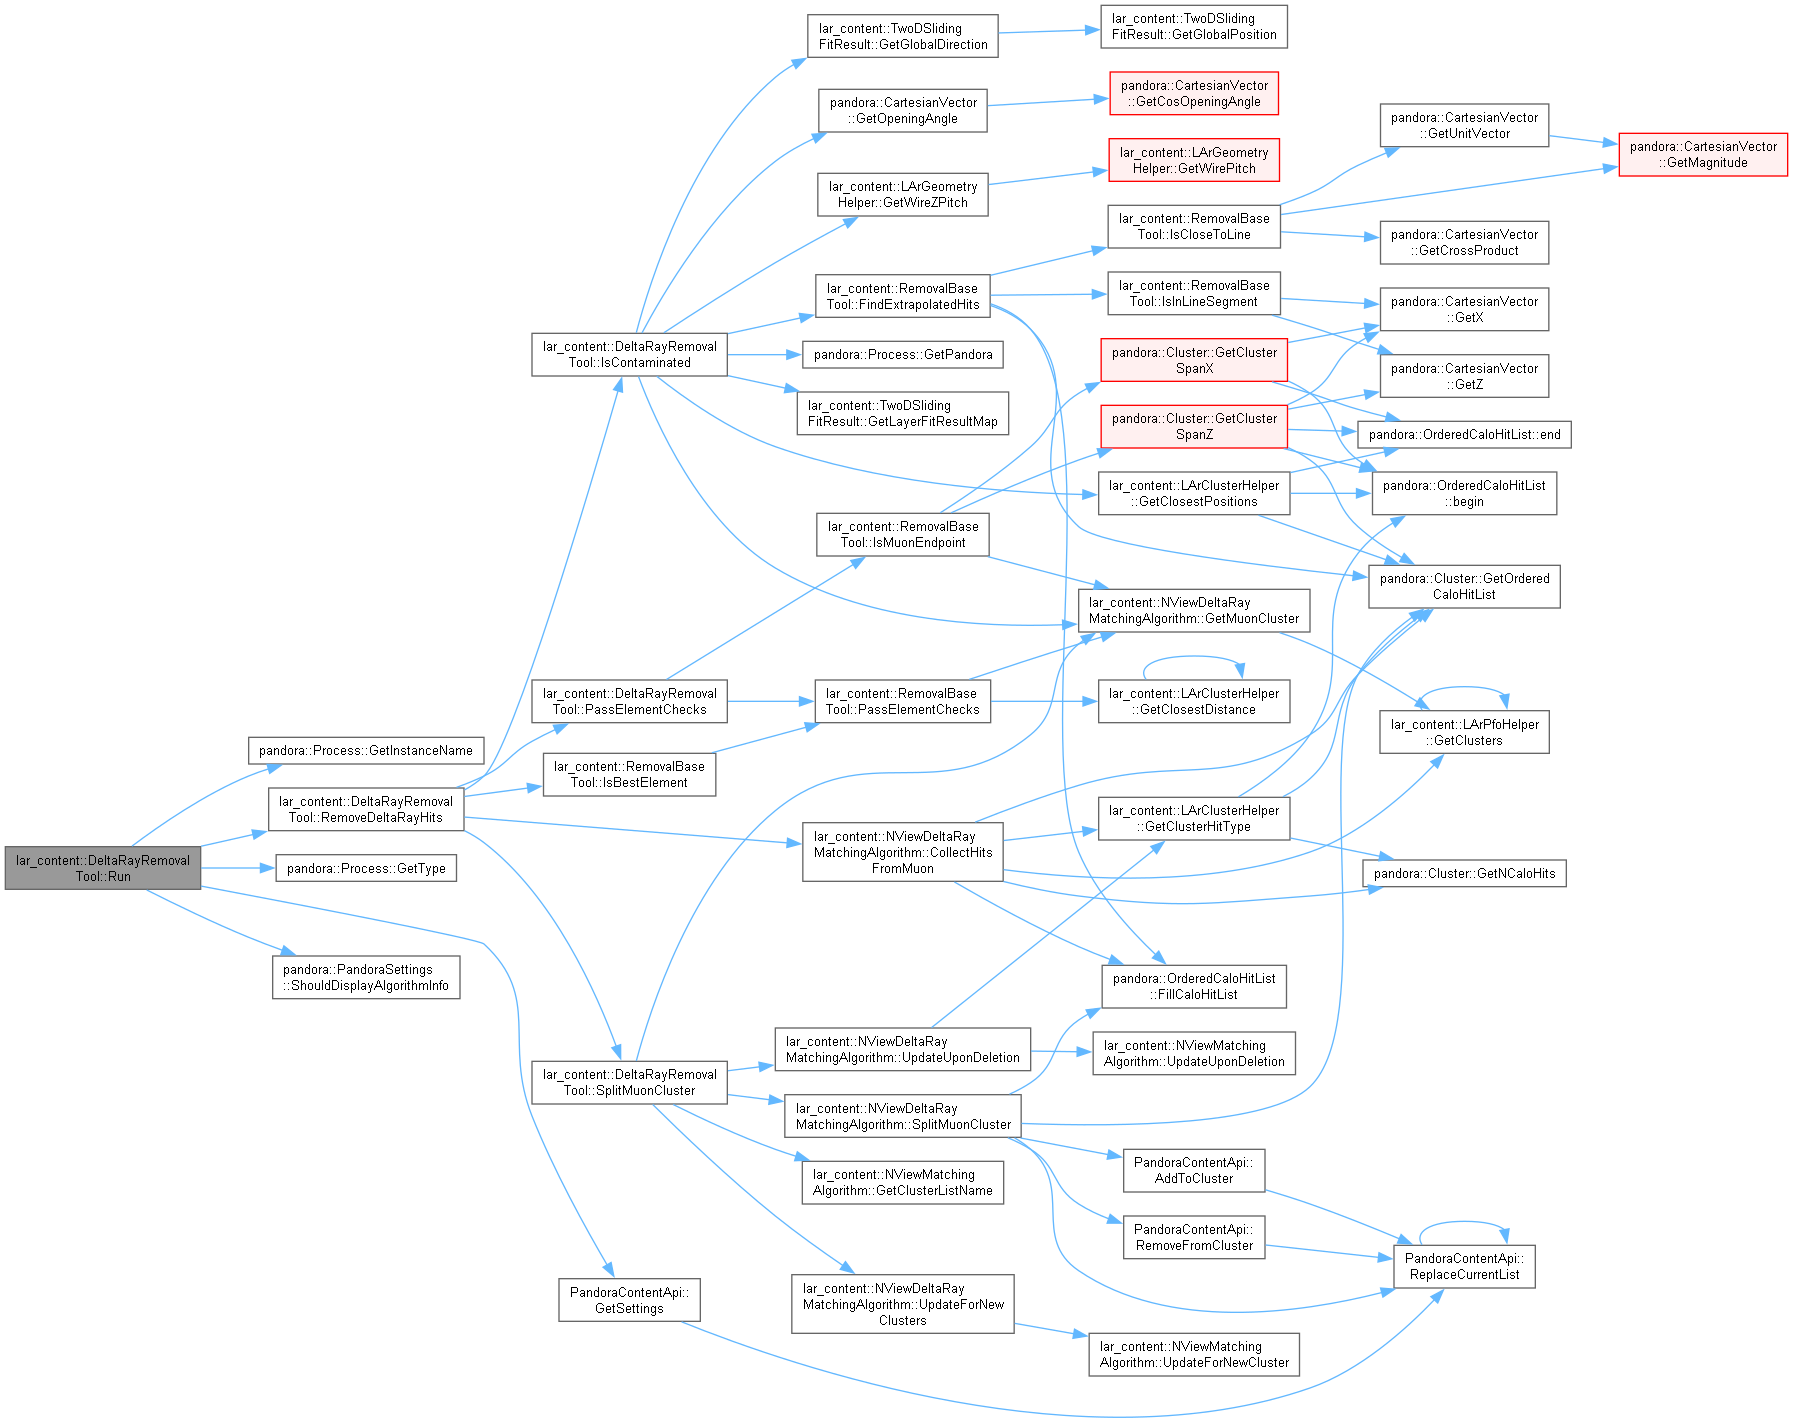 lar_content::DeltaRayRemoval
Tool::Run
pandora::Process::GetInstanceName
lar_content::DeltaRayRemoval
Tool::RemoveDeltaRayHits
pandora::Process::GetType
pandora::PandoraSettings
::ShouldDisplayAlgorithmInfo
lar_content::DeltaRayRemoval
Tool::IsContaminated
lar_content::DeltaRayRemoval
Tool::PassElementChecks
lar_content::RemovalBase
Tool::IsBestElement
lar_content::DeltaRayRemoval
Tool::SplitMuonCluster
PandoraContentApi::
GetSettings
lar_content::TwoDSliding
FitResult::GetGlobalDirection
pandora::CartesianVector
::GetOpeningAngle
lar_content::LArGeometry
Helper::GetWireZPitch
lar_content::RemovalBase
Tool::FindExtrapolatedHits
pandora::Process::GetPandora
lar_content::TwoDSliding
FitResult::GetLayerFitResultMap
lar_content::RemovalBase
Tool::IsMuonEndpoint
lar_content::RemovalBase
Tool::PassElementChecks
lar_content::NViewDeltaRay
MatchingAlgorithm::CollectHits
FromMuon
lar_content::NViewDeltaRay
MatchingAlgorithm::UpdateUponDeletion
lar_content::NViewDeltaRay
MatchingAlgorithm::SplitMuonCluster
lar_content::NViewMatching
Algorithm::GetClusterListName
lar_content::NViewDeltaRay
MatchingAlgorithm::UpdateForNew
Clusters
lar_content::TwoDSliding
FitResult::GetGlobalPosition
pandora::CartesianVector
::GetCosOpeningAngle
lar_content::LArGeometry
Helper::GetWirePitch
lar_content::RemovalBase
Tool::IsCloseToLine
lar_content::RemovalBase
Tool::IsInLineSegment
pandora::Cluster::GetCluster
SpanX
pandora::Cluster::GetCluster
SpanZ
lar_content::LArClusterHelper
::GetClosestPositions
lar_content::NViewDeltaRay
MatchingAlgorithm::GetMuonCluster
lar_content::LArClusterHelper
::GetClosestDistance
lar_content::LArClusterHelper
::GetClusterHitType
pandora::OrderedCaloHitList
::FillCaloHitList
lar_content::NViewMatching
Algorithm::UpdateUponDeletion
PandoraContentApi::
AddToCluster
PandoraContentApi::
RemoveFromCluster
lar_content::NViewMatching
Algorithm::UpdateForNewCluster
pandora::CartesianVector
::GetUnitVector
pandora::CartesianVector
::GetCrossProduct
pandora::CartesianVector
::GetX
pandora::CartesianVector
::GetZ
pandora::OrderedCaloHitList::end
pandora::OrderedCaloHitList
::begin
pandora::Cluster::GetOrdered
CaloHitList
lar_content::LArPfoHelper
::GetClusters
pandora::Cluster::GetNCaloHits
PandoraContentApi::
ReplaceCurrentList
pandora::CartesianVector
::GetMagnitude